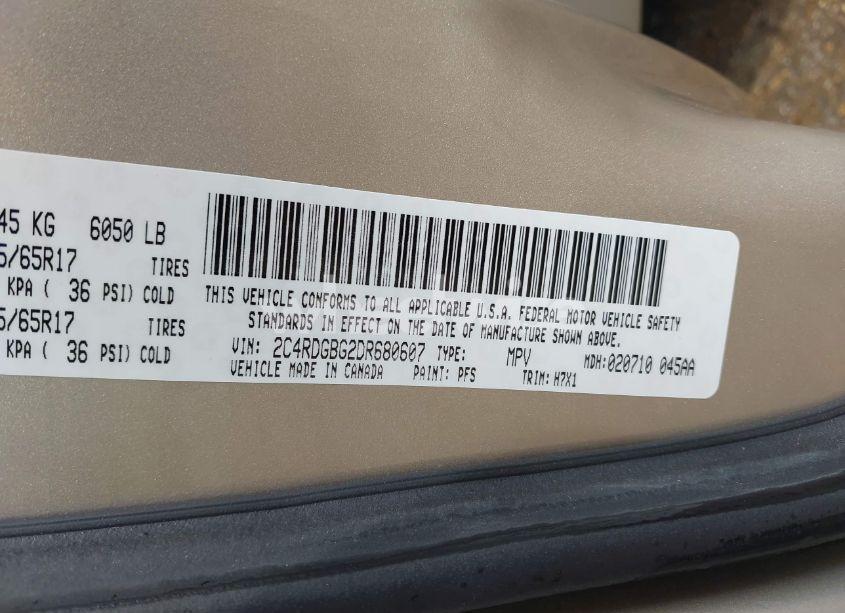 45 KG 6050 LB
5/65R17 TIRES
KPA ( 36 PSI) COLD
5/65R17 TIRES
KPA ( 36 PSI) COLD
THIS VEHICLE CONFORMS TO ALL APPLICABLE U.S.A. FEDERAL MOTOR VEHICLE SAFETY
STANDARDS IN EFFECT ON THE DATE OF MANUFACTURE SHOWN ABOVE.
VIN: 2C4RDGBG2DR680607 TYPE: MPV MDH:020710 045AA
VEHICLE MADE IN CANADA PAINT: PFS TRIM: H7X1